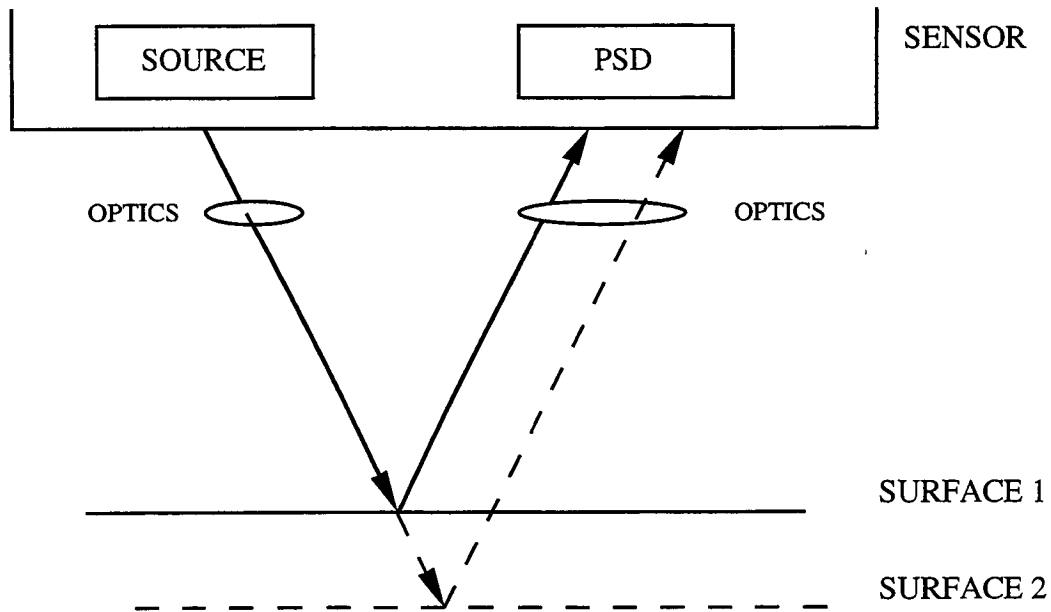 SOURCE
PSD
SENSOR
OPTICS
OPTICS
SURFACE 1
SURFACE 2